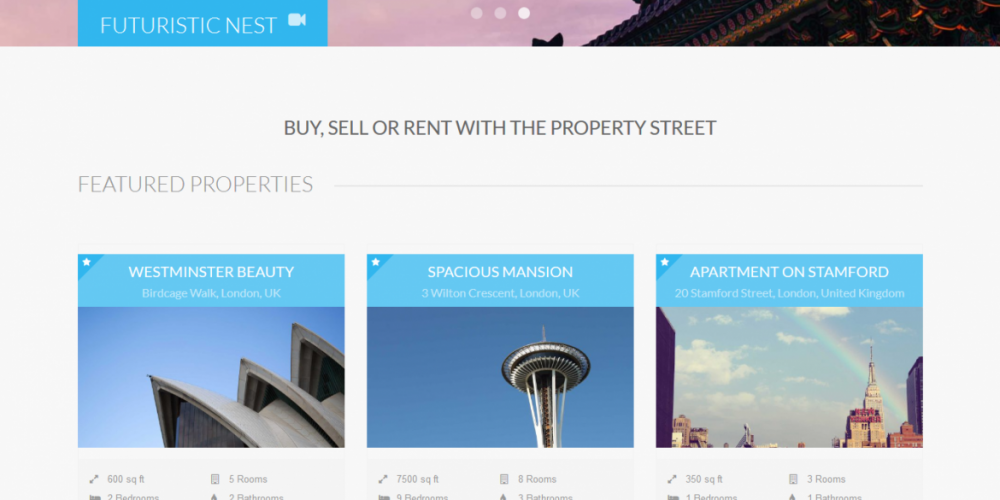 FUTURISTIC NEST
BUY, SELL OR RENT WITH THE PROPERTY STREET
FEATURED PROPERTIES
WESTMINSTER BEAUTY
Birdcage Walk, London, UK
SPACIOUS MANSION
3 Wilton Crescent, London, UK
APARTMENT ON STAMFORD
20 Stamford Street, London, United Kingdom
600 sq ft
5 Rooms
2 Bedrooms
2 Bathrooms
7500 sq ft
8 Rooms
9 Bedrooms
3 Bathrooms
350 sq ft
3 Rooms
1 Bedrooms
1 Bathrooms